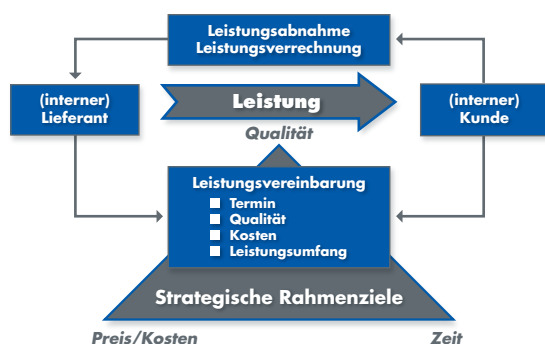 Leistungsabnahme
Leistungsverrechnung
(interner)
Lieferant
Leistung
(interner)
Kunde
Qualität
Leistungsvereinbarung
Termin
Qualität
Kosten
Leistungsumfang
Strategische Rahmenziele
Preis/Kosten
Zeit